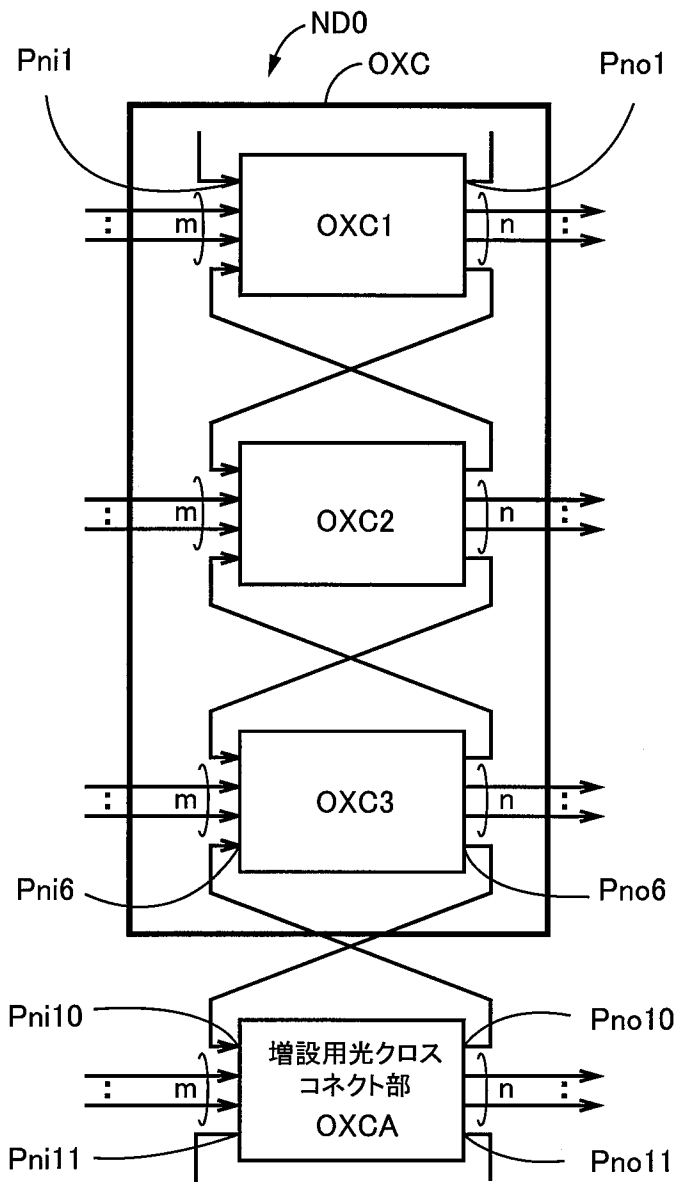 ND0
Pni1
OXC
Pno1
OXC1
m
n
OXC2
m
n
OXC3
m
n
Pni6
Pno6
Pni10
Pno10
増設用光クロス
コネクト部
OXCA
m
n
Pni11
Pno11